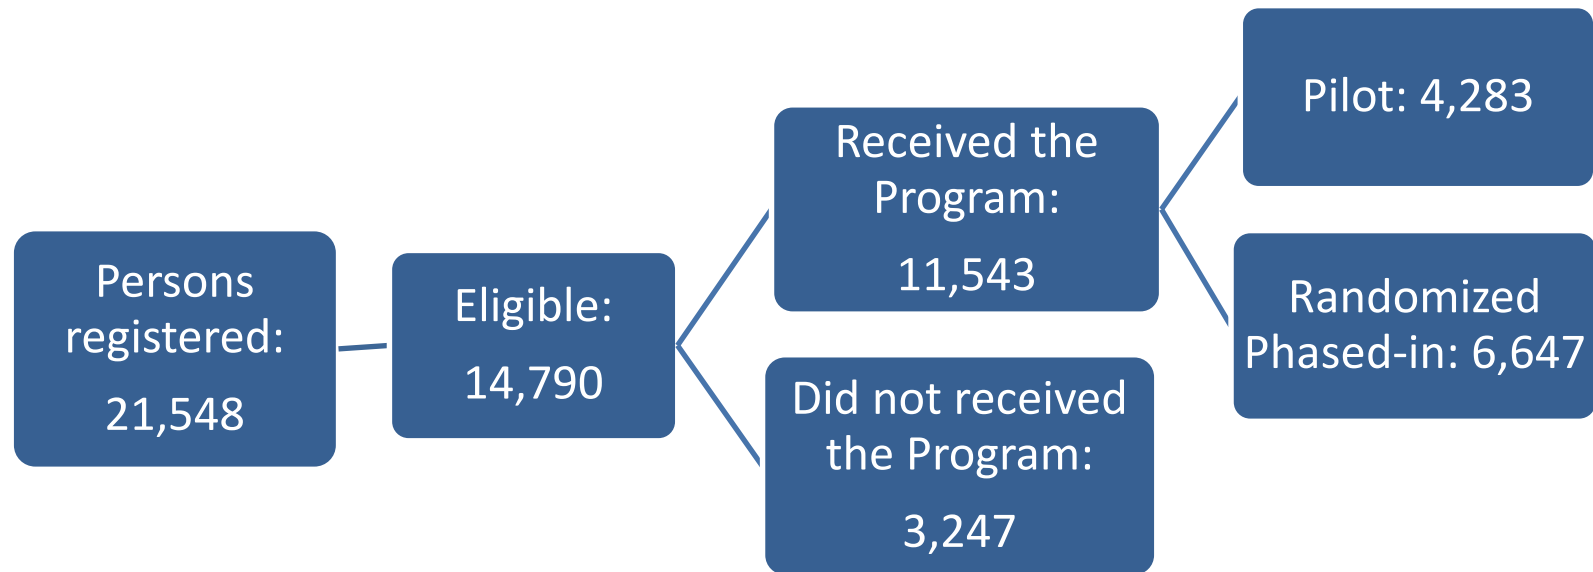 Persons
registered:
21,548
Eligible:
14,790
Received the
Program:
11,543
Did not received
the Program:
3,247
Pilot: 4,283
Randomized
Phased-in: 6,647